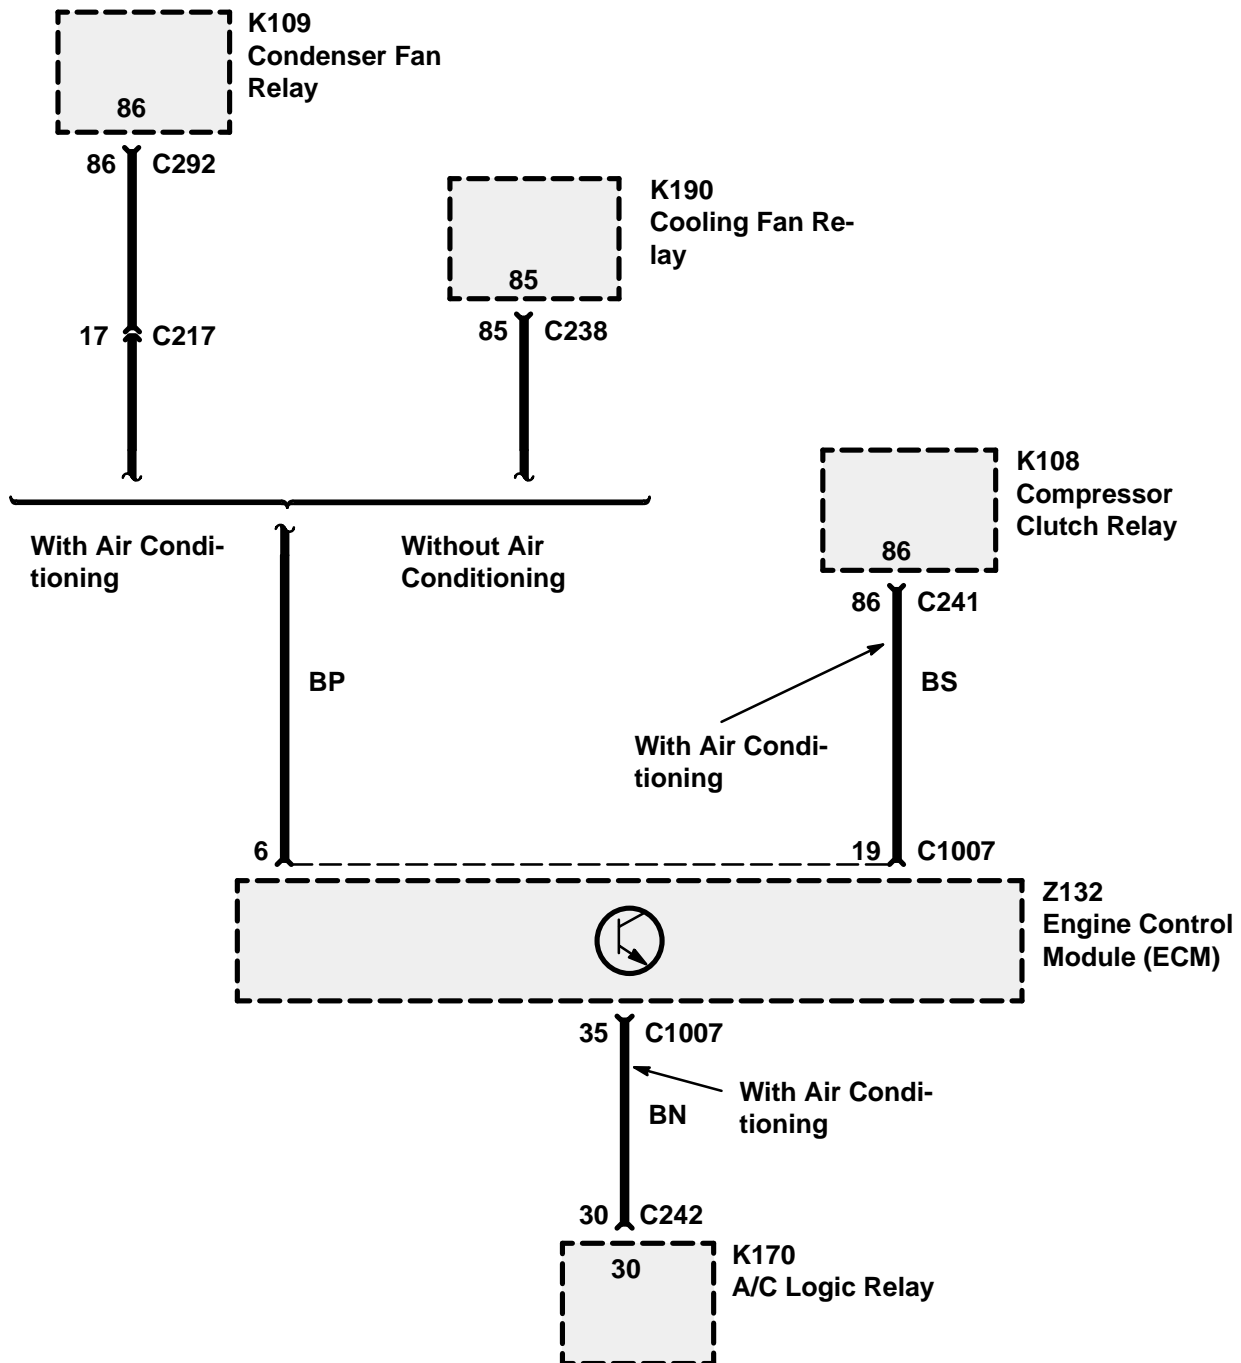 K109
Condenser Fan
Relay
86
86 C292
K190
Cooling Fan Re-
lay
85
17 C217
85 C238
K108
Compressor
Clutch Relay
With Air Condi-
tioning
Without Air
Conditioning
86
86 C241
BP
BS
With Air Condi-
tioning
6
19 C1007
Z132
Engine Control
Module (ECM)
35 C1007
With Air Condi-
tioning
BN
30 C242
K170
A/C Logic Relay
30